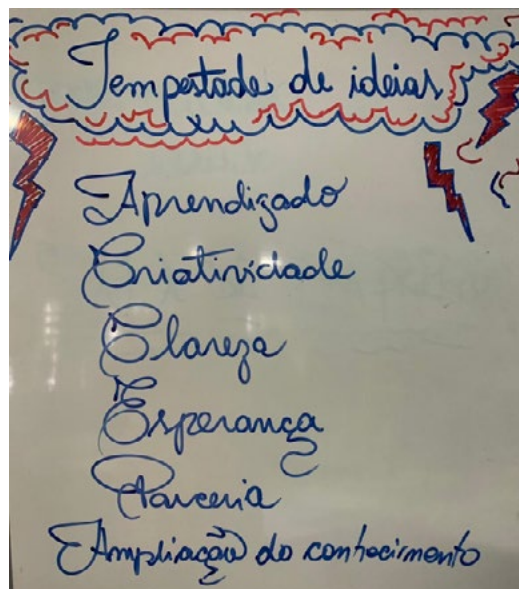 Tempestade de ideias
Aprendizado
Criatividade
Clareza
Esperança
Parceria
Ampliação do conhecimento